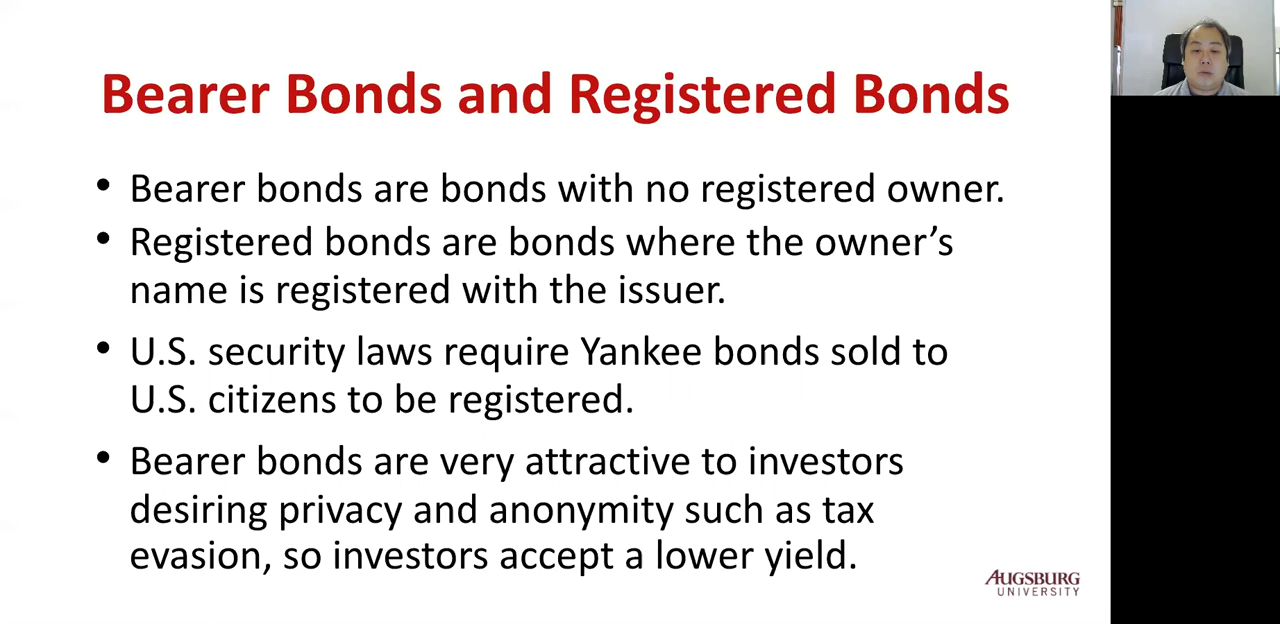 Bearer Bonds and Registered Bonds
• Bearer bonds are bonds with no registered owner.
• Registered bonds are bonds where the owner’s
name is registered with the issuer.
• U.S. security laws require Yankee bonds sold to
U.S. citizens to be registered.
• Bearer bonds are very attractive to investors
desiring privacy and anonymity such as tax
evasion, so investors accept a lower yield.
AUGSBURG
UNIVERSITY